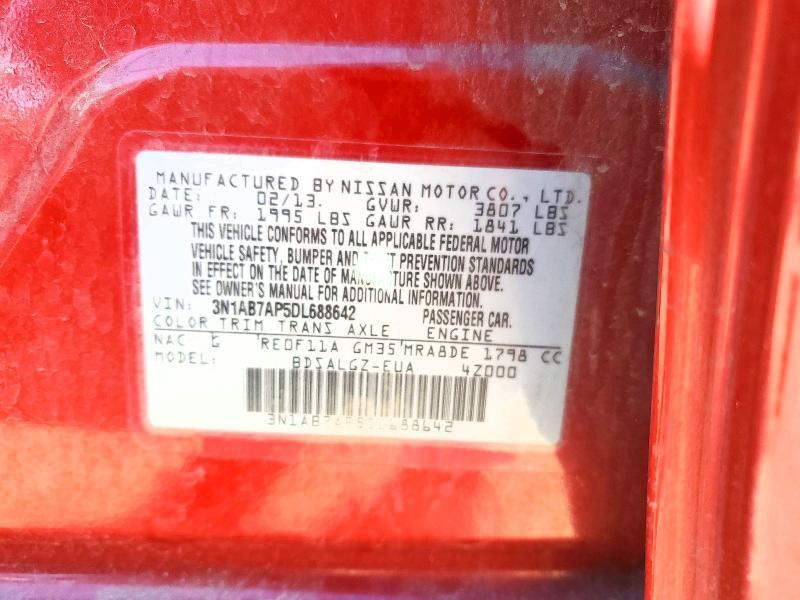 MANUFACTURED BY NISSAN MOTOR CO., LTD.
DATE: 02/13. GVWR: 3807 LBS
GAWR FR: 1995 LBS GAWR RR: 1841 LBS
THIS VEHICLE CONFORMS TO ALL APPLICABLE FEDERAL MOTOR
VEHICLE SAFETY, BUMPER AND THEFT PREVENTION STANDARDS
IN EFFECT ON THE DATE OF MANUFACTURE SHOWN ABOVE.
SEE OWNER'S MANUAL FOR ADDITIONAL INFORMATION.
VIN: 3N1AB7AP5DL688642 PASSENGER CAR.
COLOR TRIM TRANS AXLE ENGINE
NAC G RE0F11A GM35 MRA8DE 1798 CC
MODEL: BDSALGZ-EUA 4Z000
3N1AB7AP5DL688642